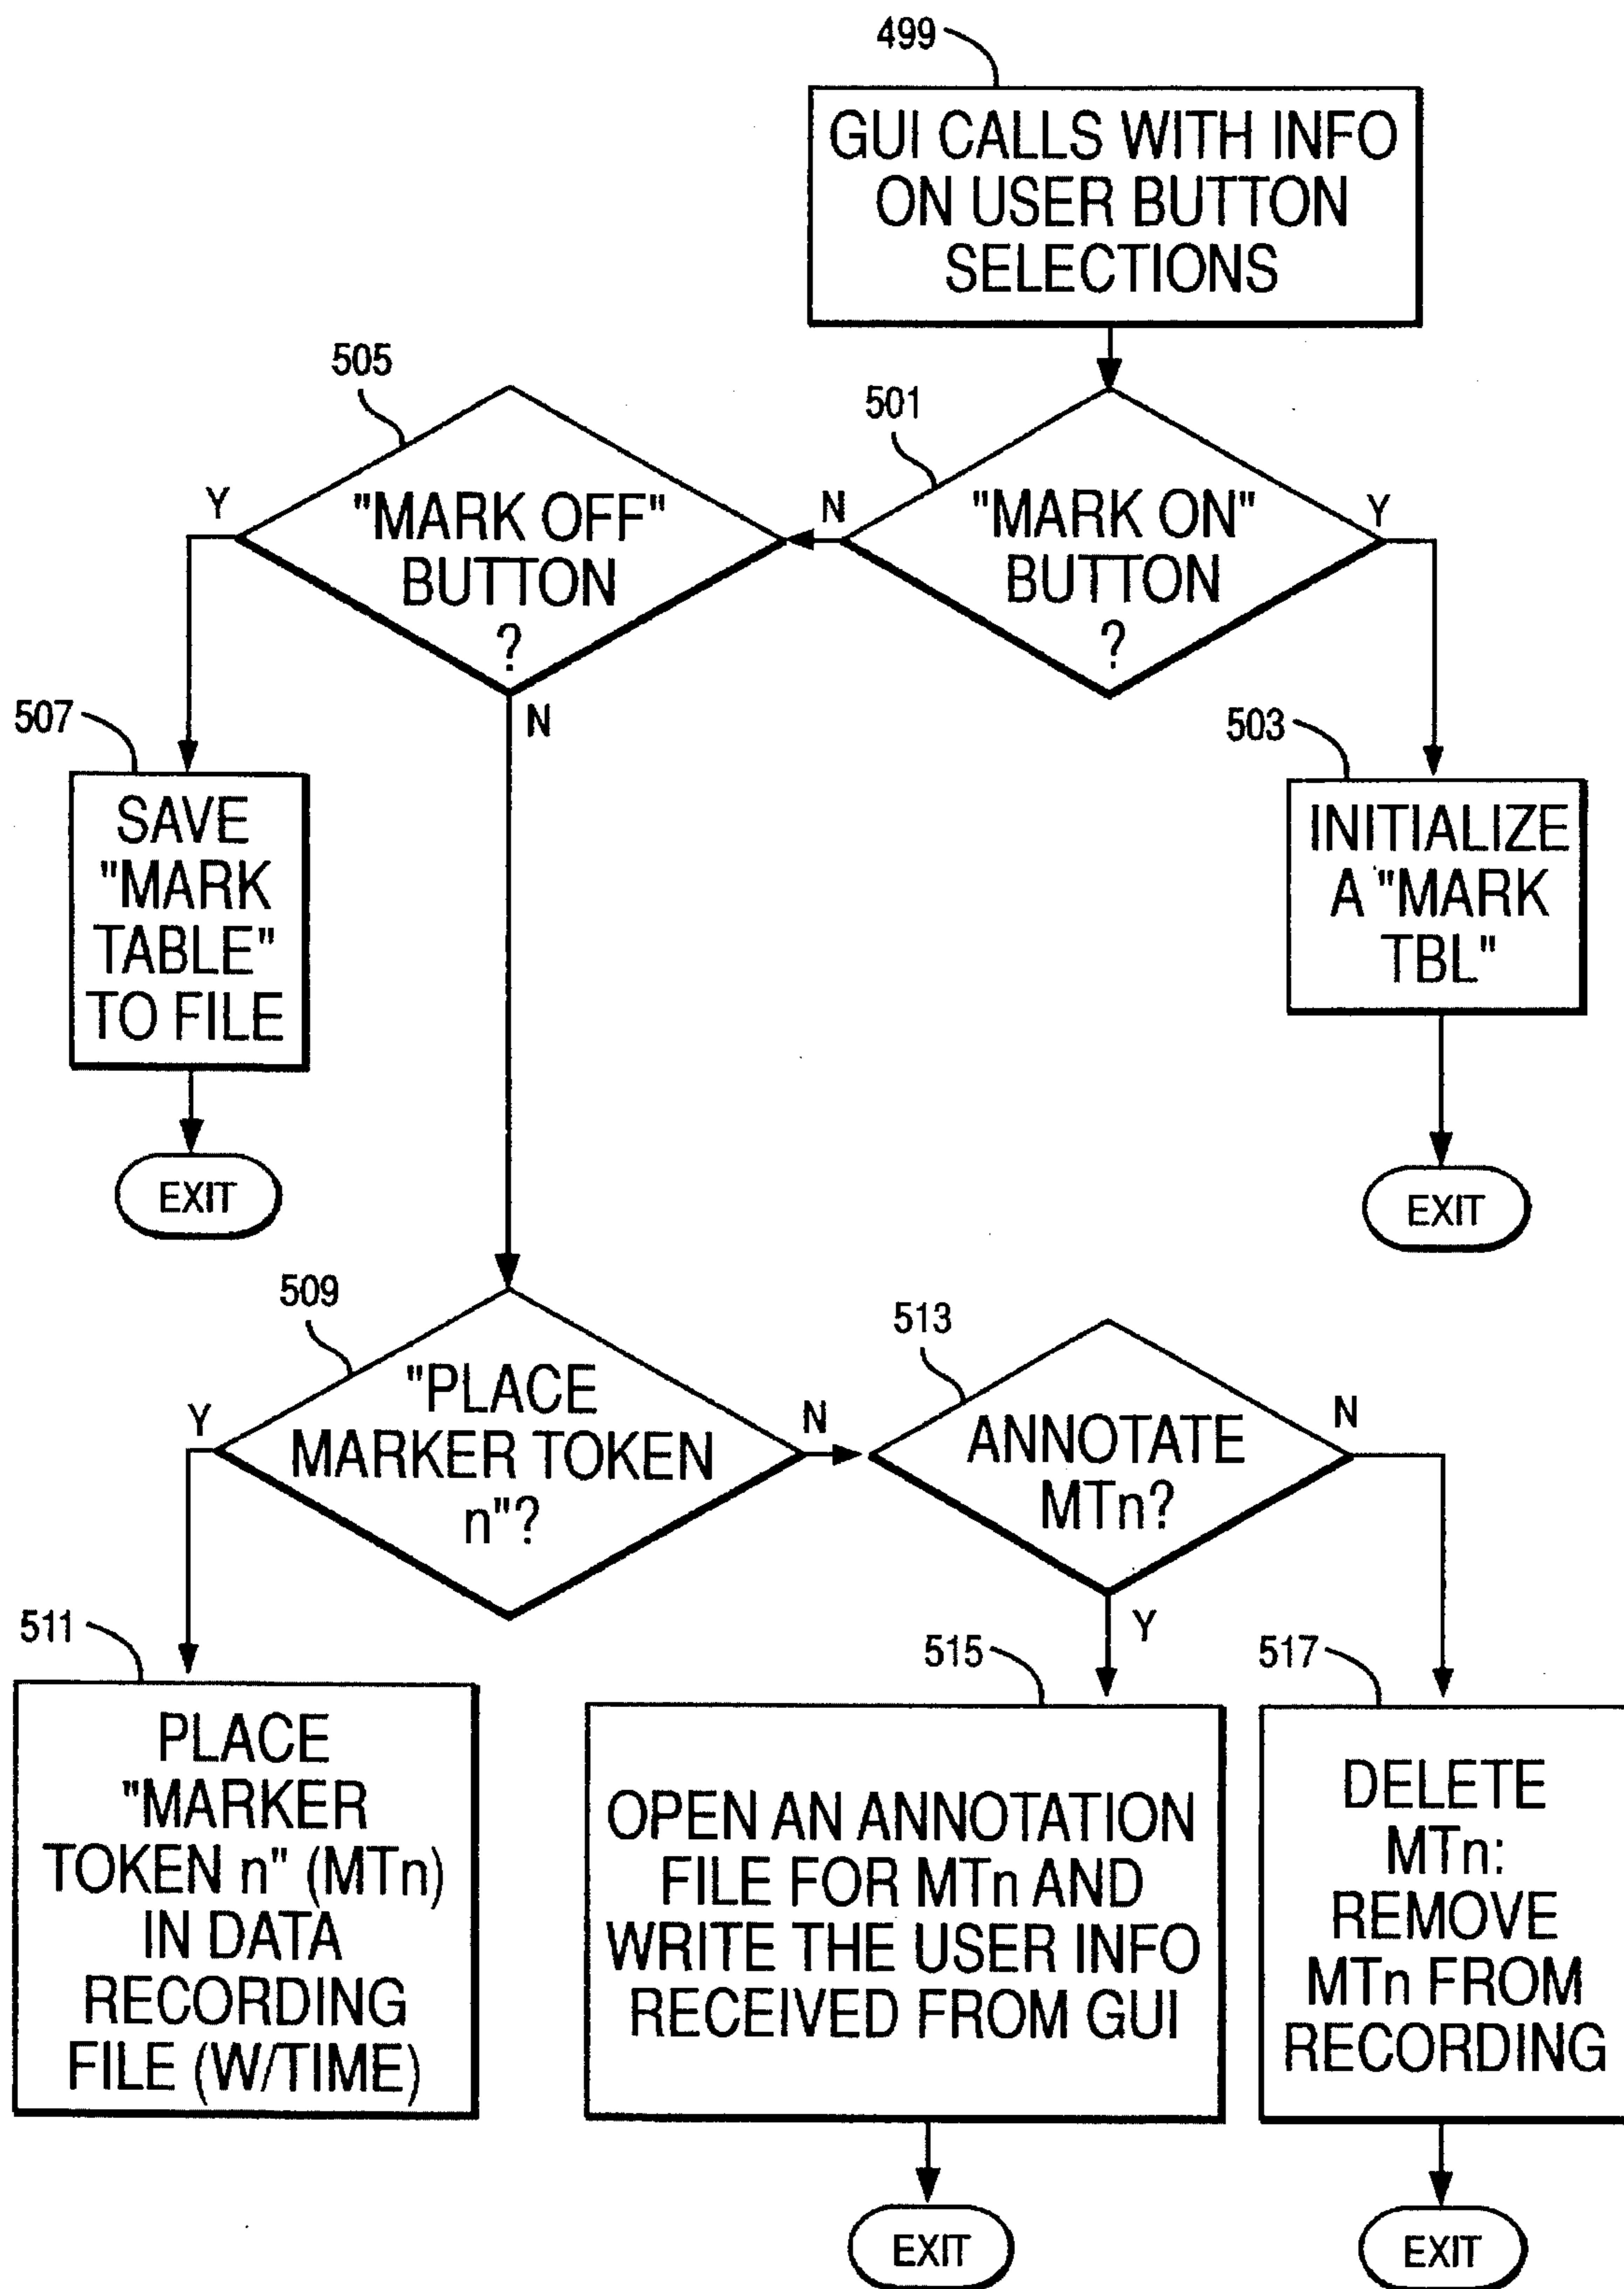 499
GUI CALLS WITH INFO
ON USER BUTTON
SELECTIONS
505
501
Y
"MARK OFF"
BUTTON
?
N
"MARK ON"
BUTTON
?
Y
N
507
SAVE
"MARK
TABLE"
TO FILE
503
INITIALIZE
A "MARK
TBL"
EXIT
EXIT
509
513
Y
"PLACE
MARKER TOKEN
n"?
N
ANNOTATE
MTn?
N
Y
511
PLACE
"MARKER
TOKEN n" (MTn)
IN DATA
RECORDING
FILE (W/TIME)
515
OPEN AN ANNOTATION
FILE FOR MTn AND
WRITE THE USER INFO
RECEIVED FROM GUI
517
DELETE
MTn:
REMOVE
MTn FROM
RECORDING
EXIT
EXIT